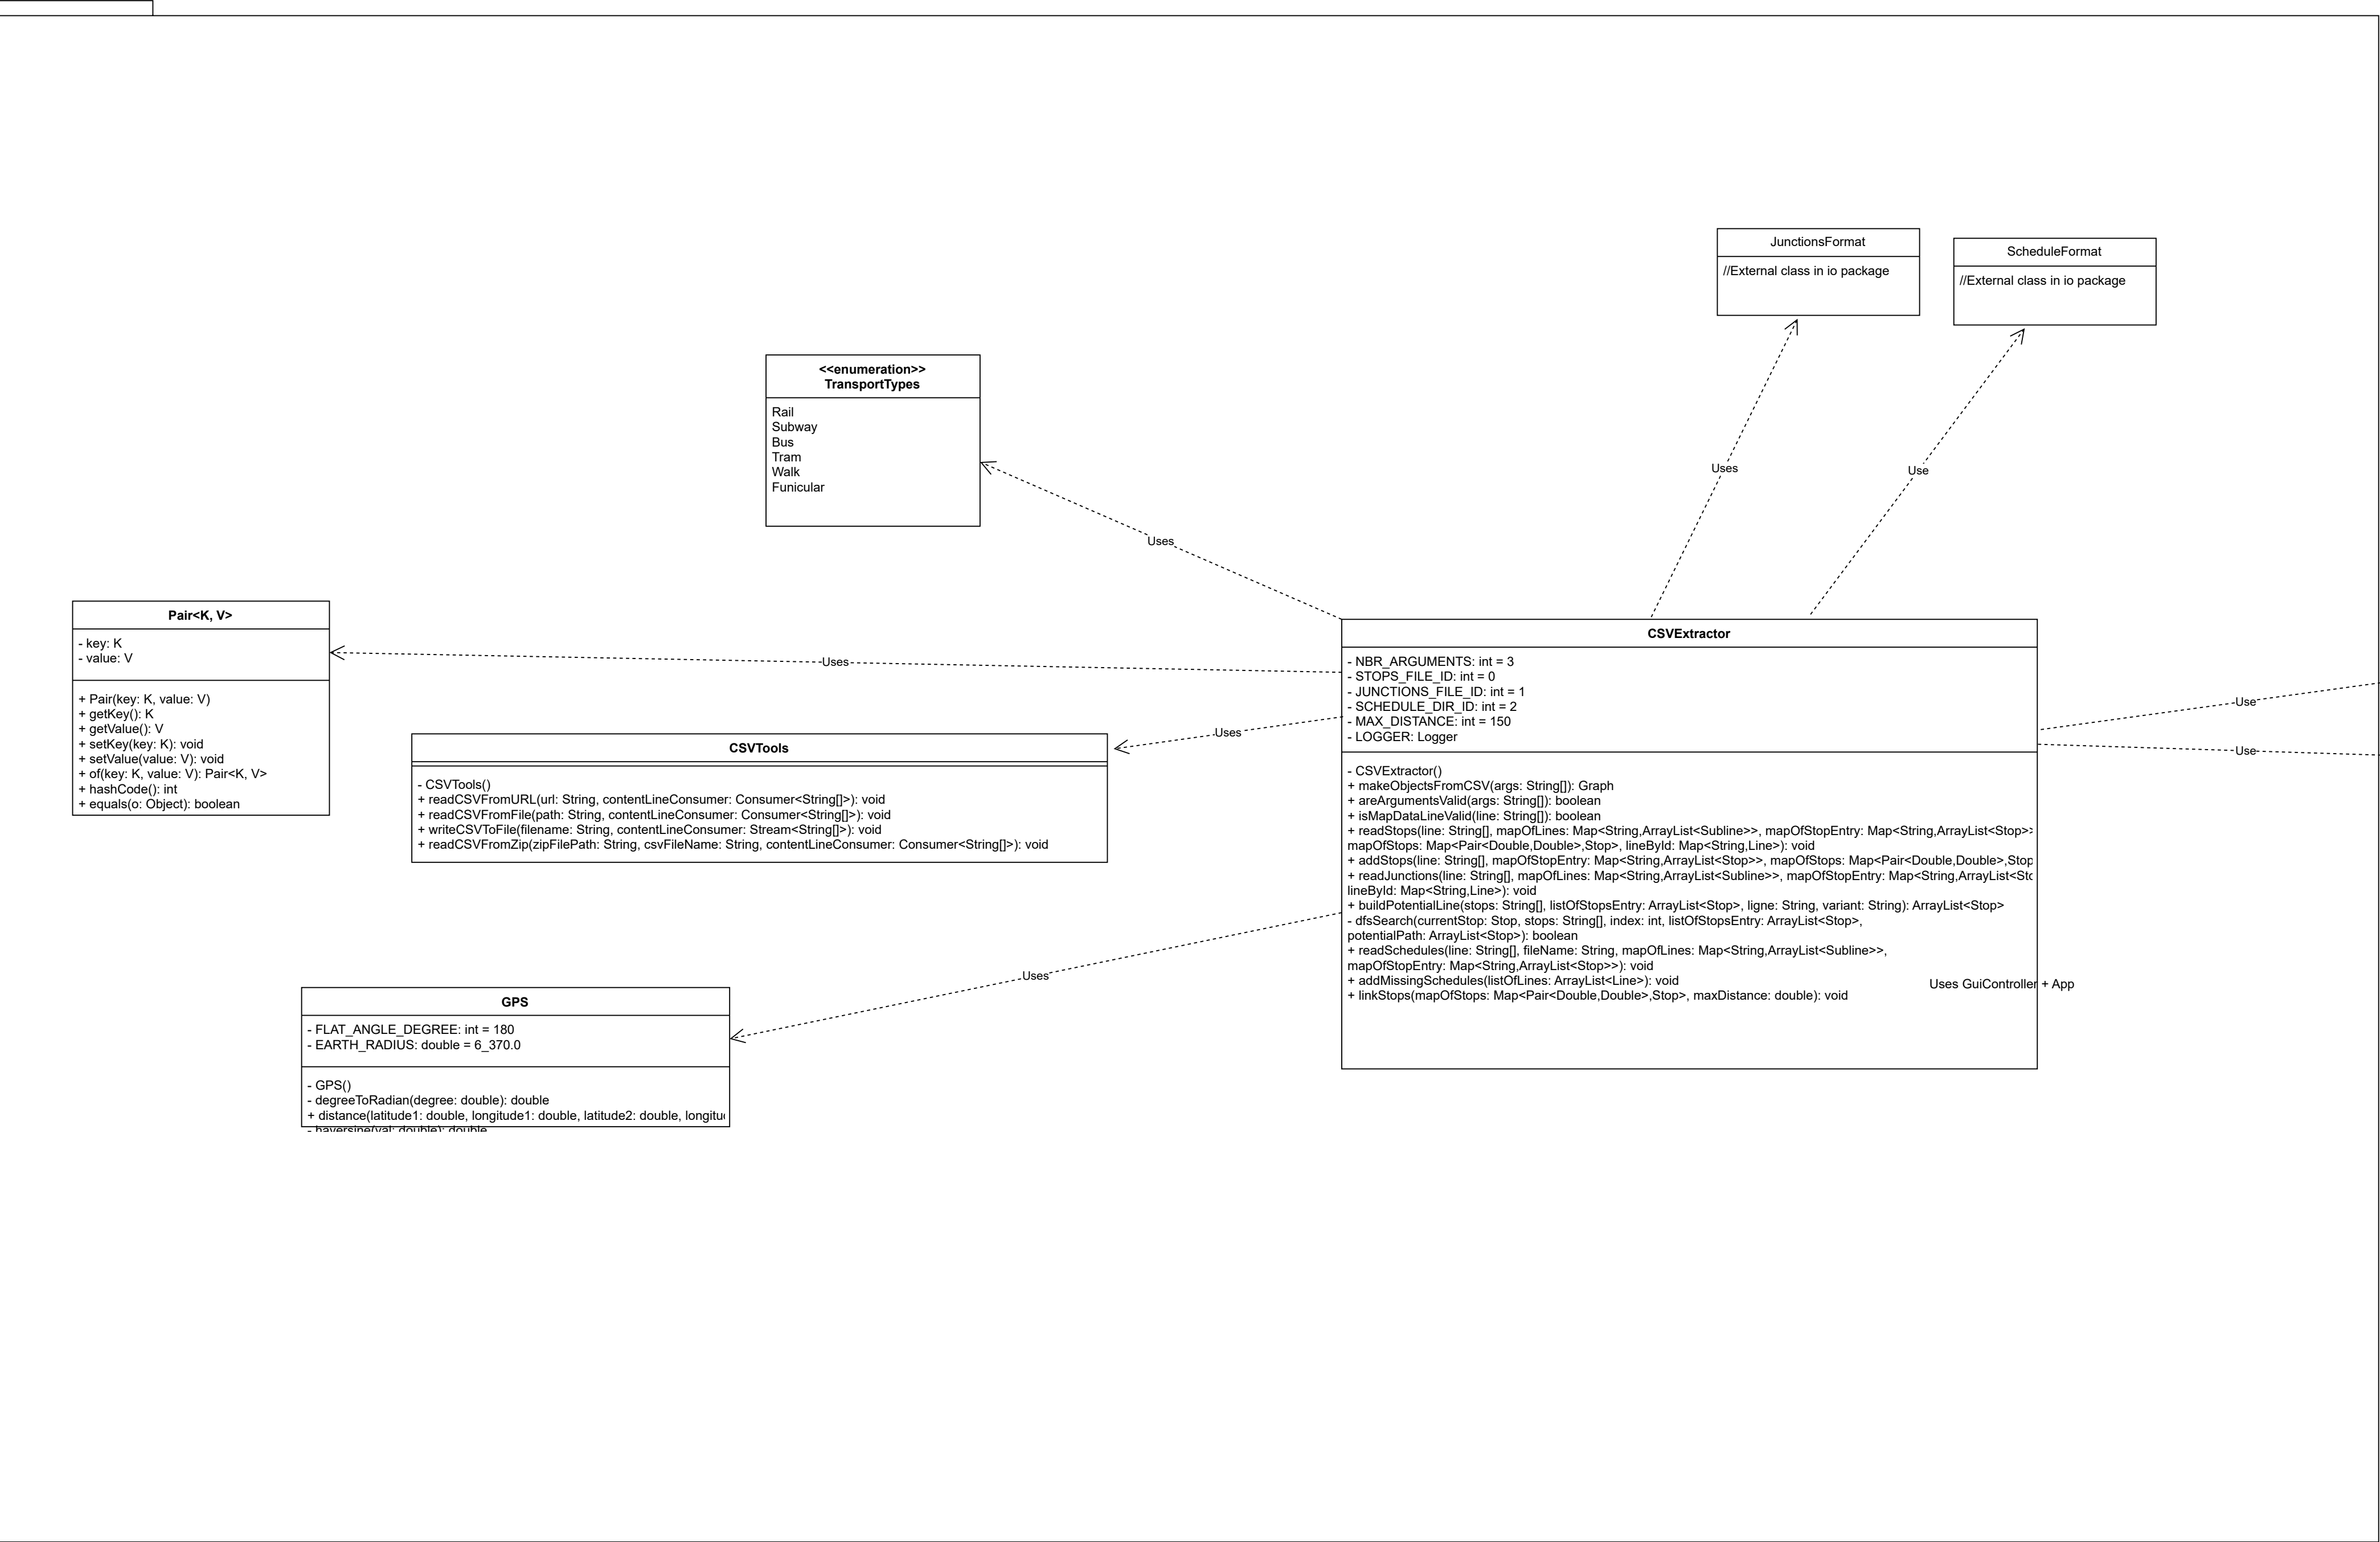 JunctionsFormat
//External class in io package
ScheduleFormat
//External class in io package
<<enumeration>>
TransportTypes
Rail
Subway
Bus
Tram
Walk
Funicular
Uses
Use
Uses
Pair<K, V>
- key: K
- value: V
+ Pair(key: K, value: V)
+ getKey(): K
+ getValue(): V
+ setKey(key: K): void
+ setValue(value: V): void
+ of(key: K, value: V): Pair<K, V>
+ hashCode(): int
+ equals(o: Object): boolean
Uses
CSVTools
- CSVTools()
+ readCSVFromURL(url: String, contentLineConsumer: Consumer<String[]>): void
+ readCSVFromFile(path: String, contentLineConsumer: Consumer<String[]>): void
+ writeCSVToFile(filename: String, contentLineConsumer: Stream<String[]>): void
+ readCSVFromZip(zipFilePath: String, csvFileName: String, contentLineConsumer: Consumer<String[]>): void
Uses
CSVExtractor
- NBR_ARGUMENTS: int = 3
- STOPS_FILE_ID: int = 0
- JUNCTIONS_FILE_ID: int = 1
- SCHEDULE_DIR_ID: int = 2
- MAX_DISTANCE: int = 150
- LOGGER: Logger
- CSVExtractor()
+ makeObjectsFromCSV(args: String[]): Graph
+ areArgumentsValid(args: String[]): boolean
+ isMapDataLineValid(line: String[]): boolean
+ readStops(line: String[], mapOfLines: Map<String,ArrayList<Subline>>, mapOfStopEntry: Map<String,ArrayList<Stop>>
mapOfStops: Map<Pair<Double,Double>,Stop>, lineById: Map<String,Line>): void
+ addStops(line: String[], mapOfStopEntry: Map<String,ArrayList<Stop>>, mapOfStops: Map<Pair<Double,Double>,Stop
+ readJunctions(line: String[], mapOfLines: Map<String,ArrayList<Subline>>, mapOfStopEntry: Map<String,ArrayList<Sto
lineById: Map<String,Line>): void
+ buildPotentialLine(stops: String[], listOfStopsEntry: ArrayList<Stop>, ligne: String, variant: String): ArrayList<Stop>
- dfsSearch(currentStop: Stop, stops: String[], index: int, listOfStopsEntry: ArrayList<Stop>,
potentialPath: ArrayList<Stop>): boolean
+ readSchedules(line: String[], fileName: String, mapOfLines: Map<String,ArrayList<Subline>>,
mapOfStopEntry: Map<String,ArrayList<Stop>>): void
+ addMissingSchedules(listOfLines: ArrayList<Line>): void
+ linkStops(mapOfStops: Map<Pair<Double,Double>,Stop>, maxDistance: double): void
Uses GuiController + App
Use
Use
Uses
GPS
- FLAT_ANGLE_DEGREE: int = 180
- EARTH_RADIUS: double = 6_370.0
- GPS()
- degreeToRadian(degree: double): double
+ distance(latitude1: double, longitude1: double, latitude2: double, longitu
- haversine(val: double): double